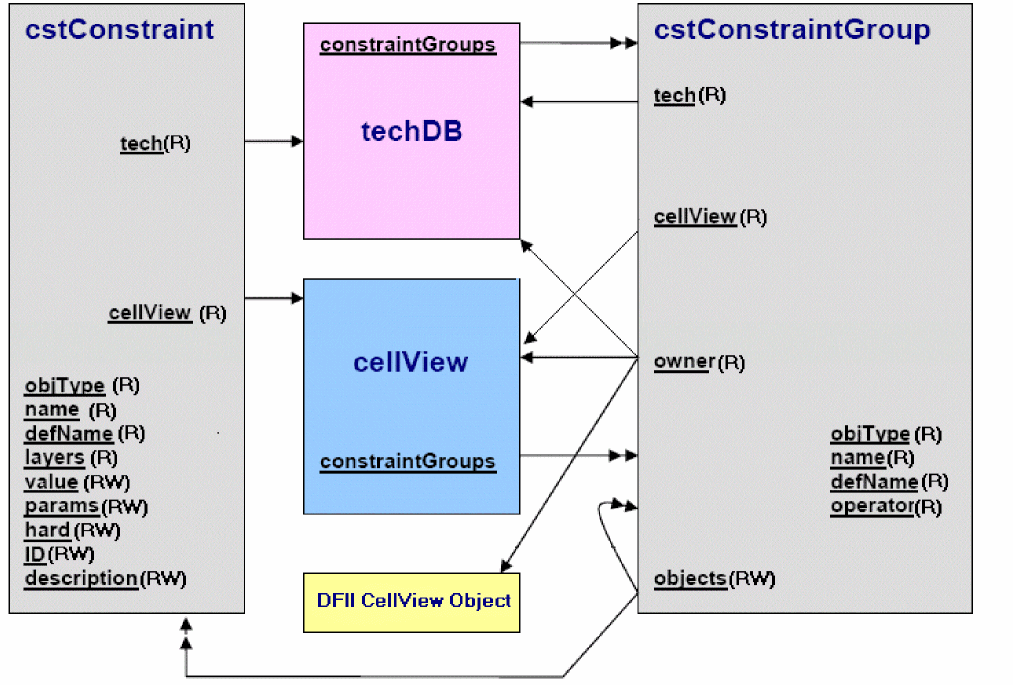 cstConstraint
tech(R)
cellView (R)
objType (R)
name (R)
defName (R)
layers (R)
value (RW)
params(RW)
hard (RW)
ID(RW)
description(RW)
constraintGroups
techDB
cellView
constraintGroups
DFII CellView Object
cstConstraintGroup
tech(R)
cellView (R)
owner(R)
objType (R)
name(R)
defName (R)
operator(R)
objects(RW)